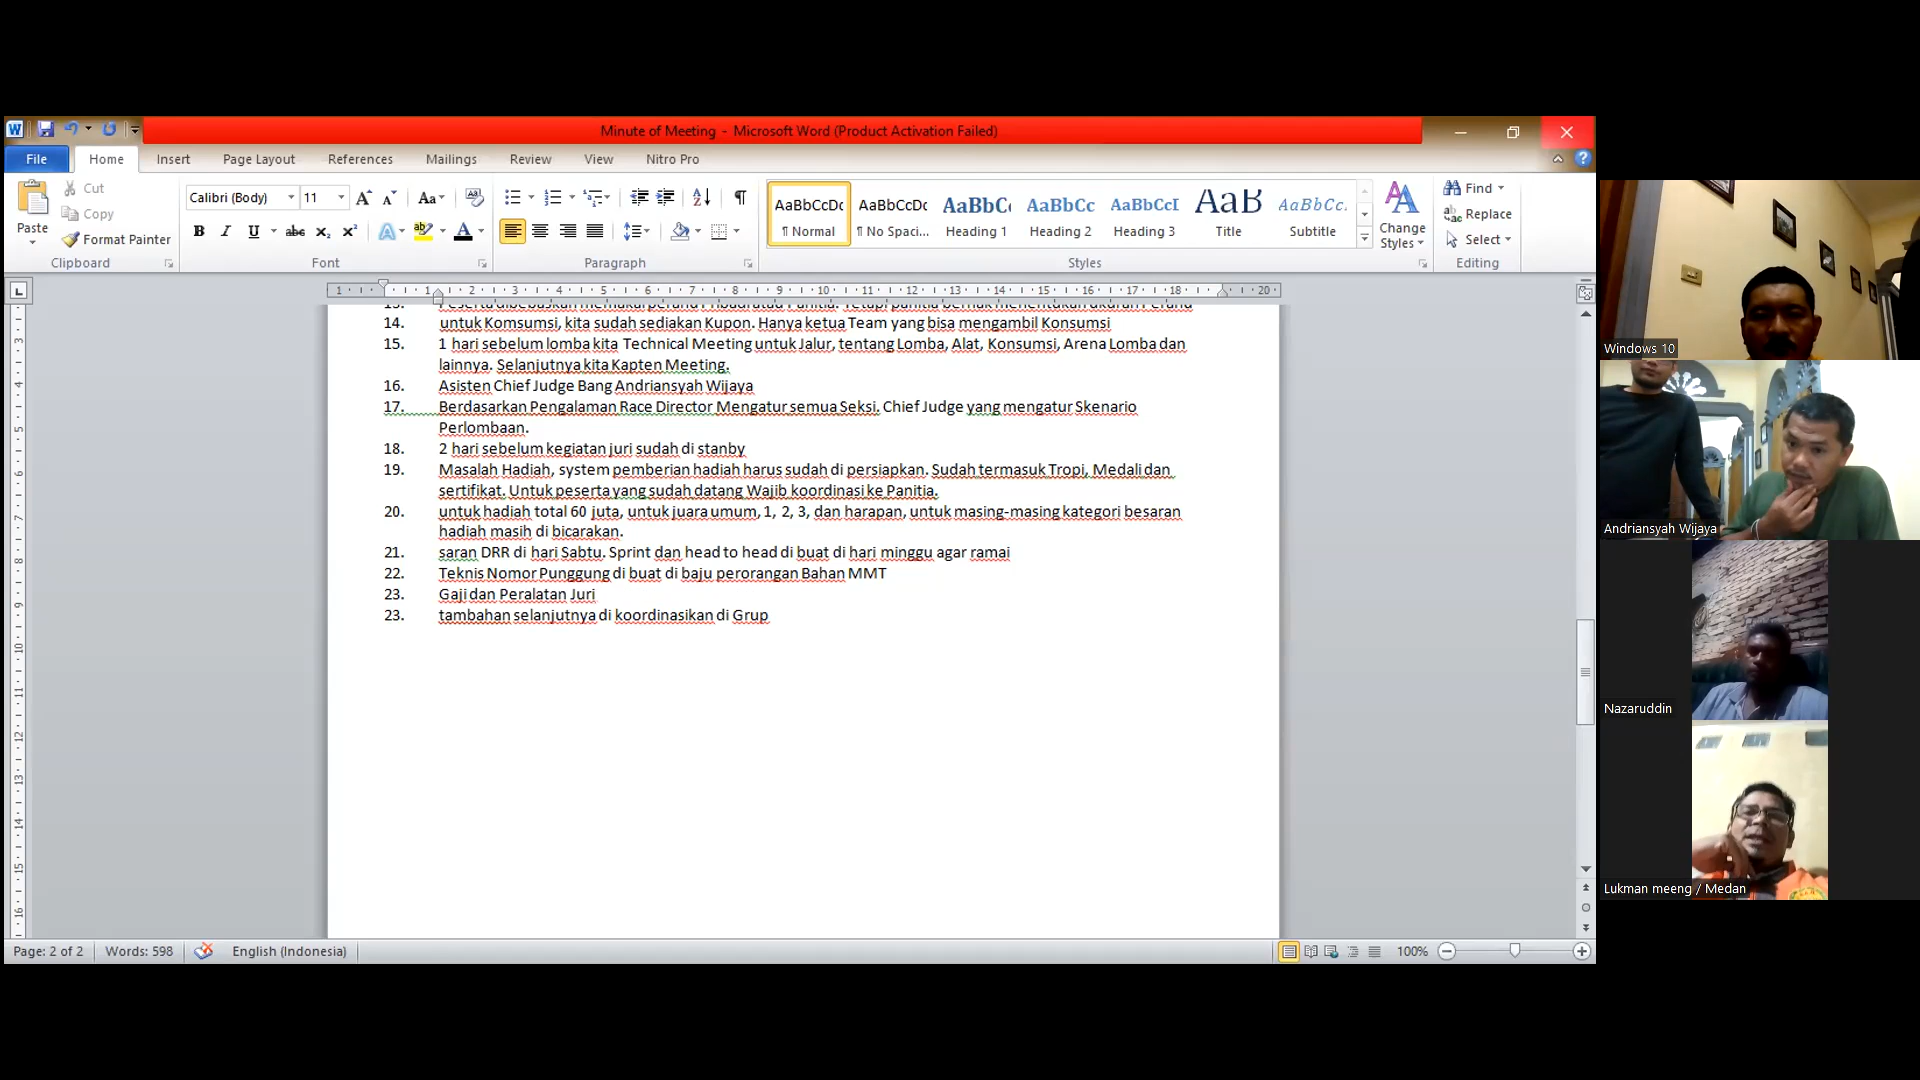 Minute of Meeting - Microsoft Word (Product Activation Failed)
File Home Insert Page Layout References Mailings Review View Nitro Pro
Paste
Cut
Copy
Format Painter
Clipboard
Calibri (Body) 11
Font
Paragraph
AaBbCcDc AaBbCcDc AaBbC AaBbCc AaBbCcI AaB AaBbCc.
¶ Normal ¶ No Spaci... Heading 1 Heading 2 Heading 3 Title Subtitle
Styles
Change Styles
Find
Replace
Select
Editing
14. untuk Komsumsi, kita sudah sediakan Kupon. Hanya ketua Team yang bisa mengambil Konsumsi
15. 1 hari sebelum lomba kita Technical Meeting untuk Jalur, tentang Lomba, Alat, Konsumsi, Arena Lomba dan
lainnya. Selanjutnya kita Kapten Meeting.
16. Asisten Chief Judge Bang Andriansyah Wijaya
17. Berdasarkan Pengalaman Race Director Mengatur semua Seksi. Chief Judge yang mengatur Skenario
Perlombaan.
18. 2 hari sebelum kegiatan juri sudah di stanby
19. Masalah Hadiah, system pemberian hadiah harus sudah di persiapkan. Sudah termasuk Tropi, Medali dan
sertifikat. Untuk peserta yang sudah datang Wajib koordinasi ke Panitia.
20. untuk hadiah total 60 juta, untuk juara umum, 1, 2, 3, dan harapan, untuk masing-masing kategori besaran
hadiah masih di bicarakan.
21. saran DRR di hari Sabtu. Sprint dan head to head di buat di hari minggu agar ramai
22. Teknis Nomor Punggung di buat di baju perorangan Bahan MMT
23. Gaji dan Peralatan Juri
23. tambahan selanjutnya di koordinasikan di Grup
Page: 2 of 2 Words: 598 English (Indonesia) 100%
Windows 10
Andriansyah Wijaya
Nazaruddin
Lukman meeng / Medan